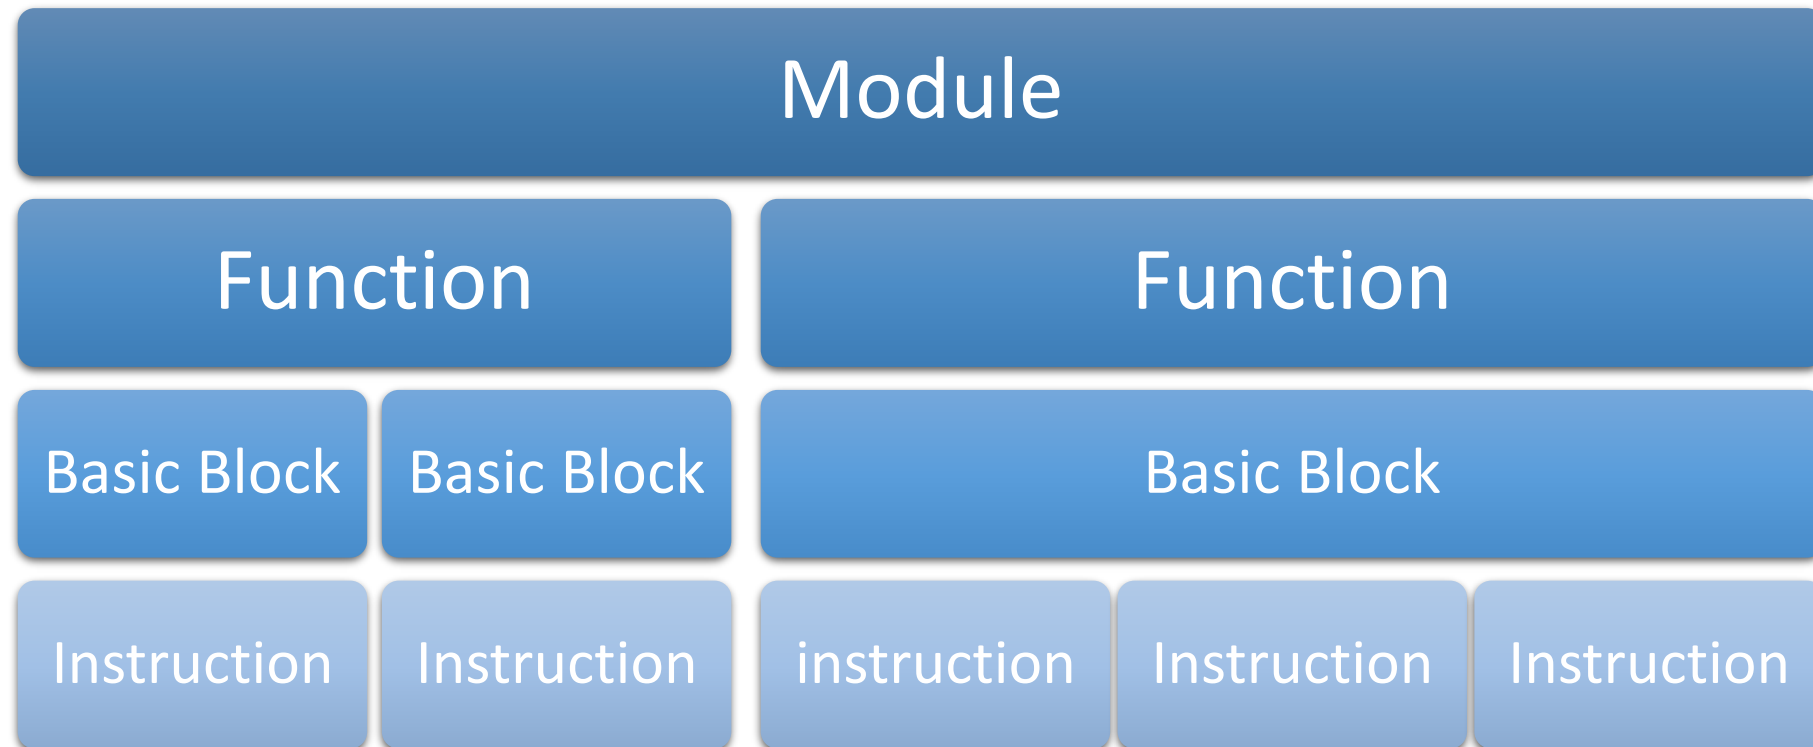 Module
Function Function
Basic Block Basic Block Basic Block
Instruction Instruction instruction Instruction Instruction